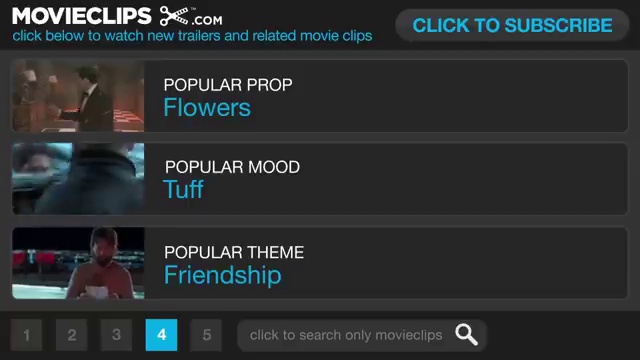 MOVIECLIPS .COM
click below to watch new trailers and related movie clips
CLICK TO SUBSCRIBE
POPULAR PROP
Flowers
POPULAR MOOD
Tuff
POPULAR THEME
Friendship
1 2 3 4 5
click to search only movieclips